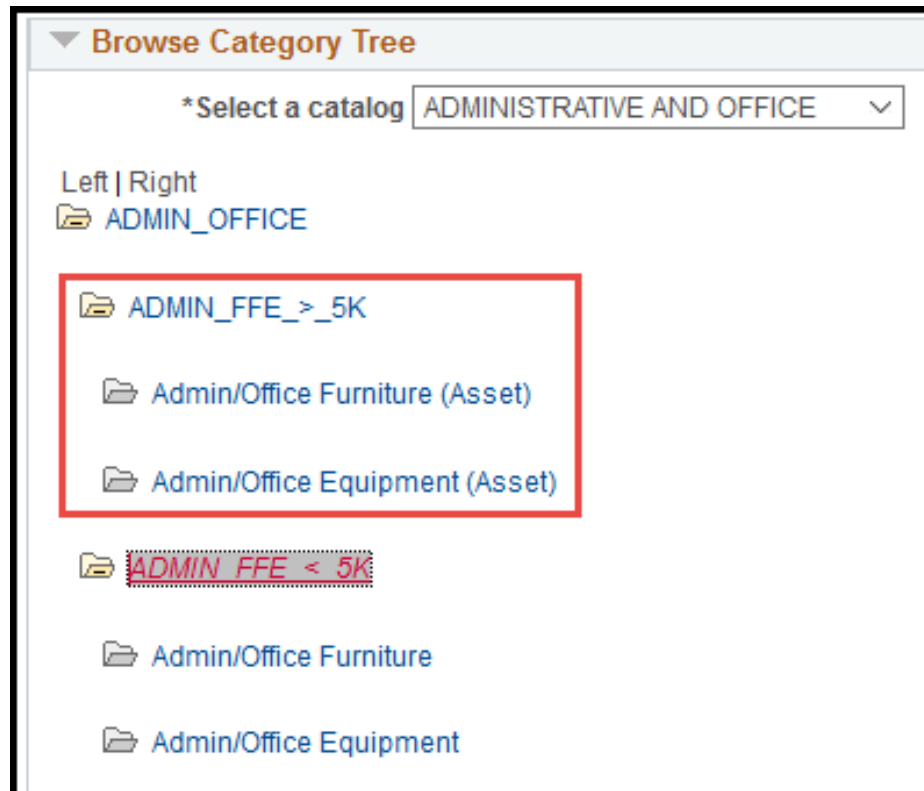 Browse Category Tree
*Select a catalog ADMINISTRATIVE AND OFFICE
Left | Right
ADMIN_OFFICE
ADMIN_FFE_>_5K
Admin/Office Furniture (Asset)
Admin/Office Equipment (Asset)
ADMIN_FFE_<_5K
Admin/Office Furniture
Admin/Office Equipment